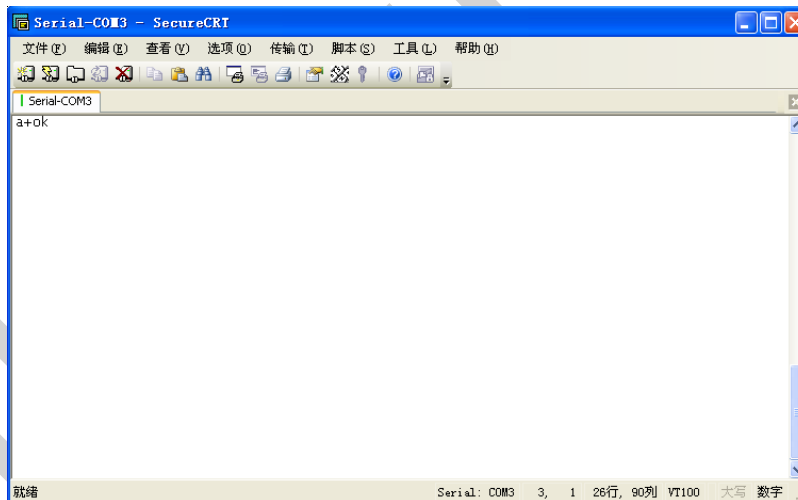 Serial-COM3 - SecureCRT
文件(F) 编辑(E) 查看(V) 选项(O) 传输(T) 脚本(S) 工具(L) 帮助(H)
Serial-COM3
a+ok
就绪 Serial: COM3 3, 1 26行, 90列 VT100 大写 数字